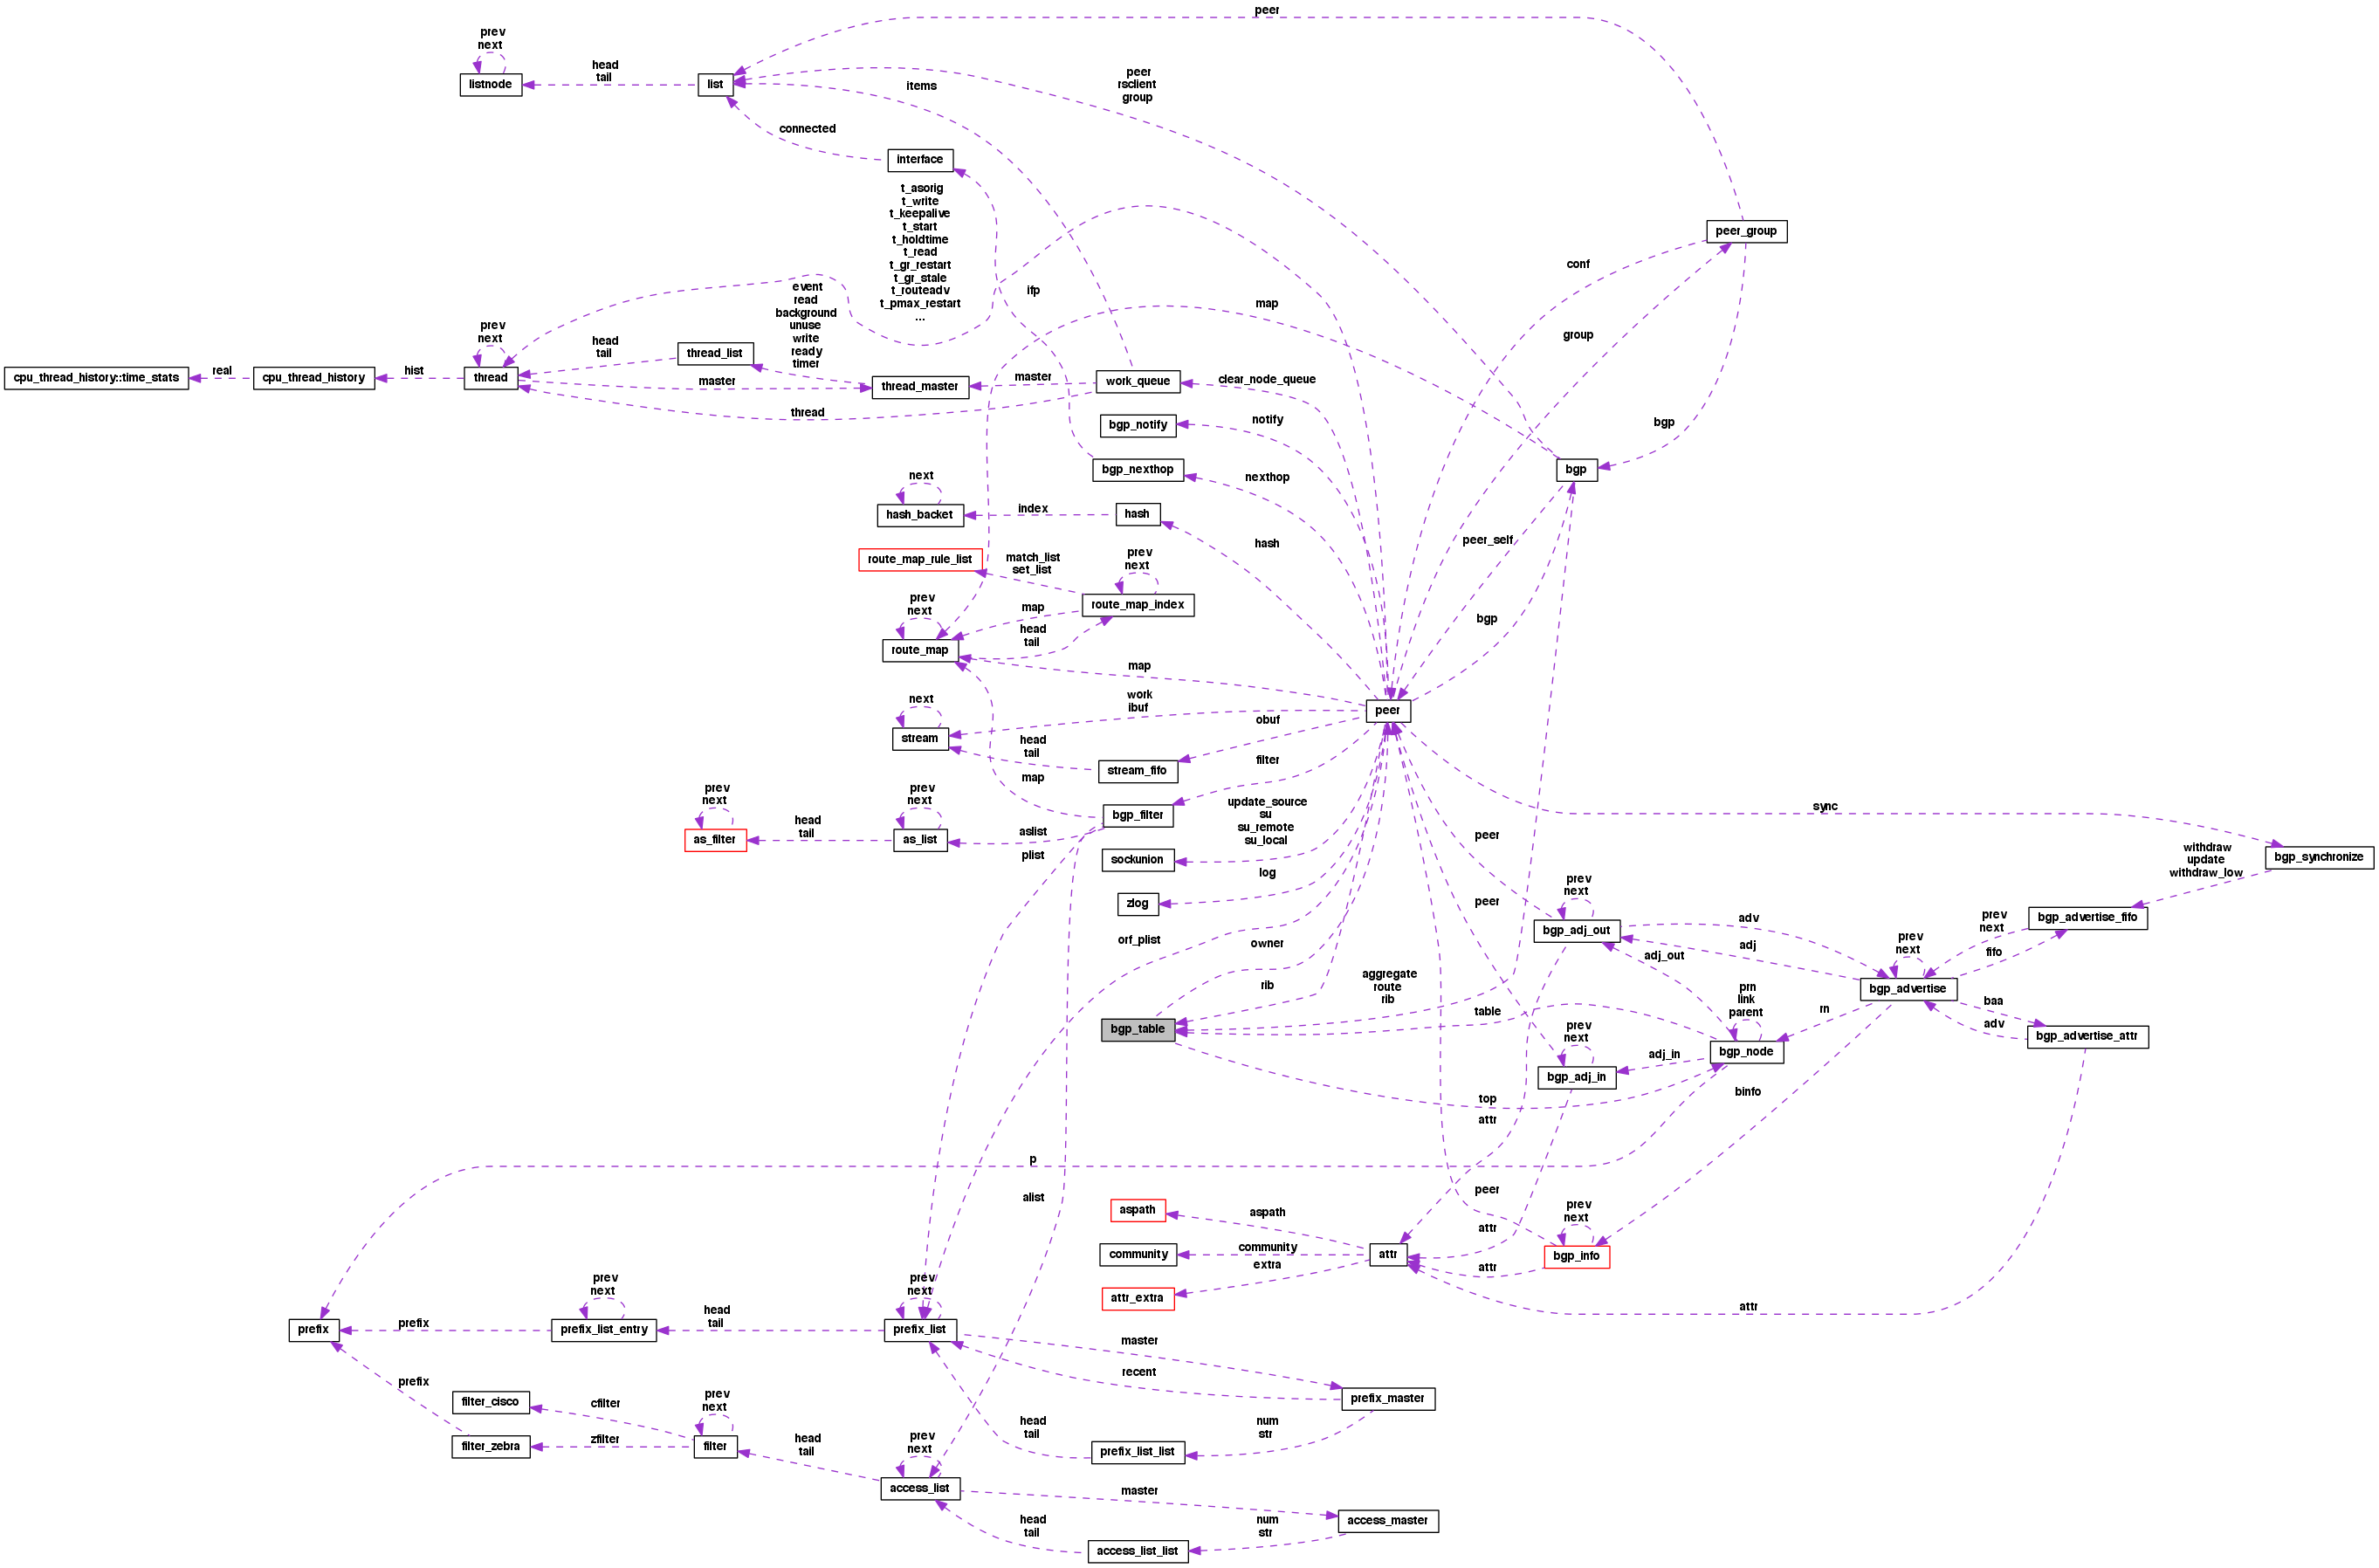 peer
prev
next
listnode
head
tail
list
items
peer
rsclient
group
connected
interface
t_asorig
t_write
t_keepalive
t_start
t_holdtime
t_read
t_gr_restart
t_gr_stale
t_routeadv
t_pmax_restart
...
peer_group
conf
ifp
map
group
event
read
background
unuse
write
ready
timer
prev
next
head
tail
thread_list
cpu_thread_history::time_stats
real
cpu_thread_history
hist
thread
master
thread_master
master
work_queue
clear_node_queue
thread
bgp_notify
notify
bgp
bgp_nexthop
nexthop
bgp
next
hash_backet
index
hash
hash
peer_self
route_map_rule_list
match_list
set_list
prev
next
prev
next
map
route_map_index
head
tail
route_map
bgp
map
peer
next
work
ibuf
stream
obuf
head
tail
stream_fifo
filter
map
prev
next
prev
next
bgp_filter
update_source
su
su_remote
su_local
sync
as_filter
head
tail
as_list
aslist
peer
plist
sockunion
bgp_synchronize
withdraw
update
withdraw_low
log
zlog
peer
prev
next
bgp_adj_out
adv
prev
next
bgp_advertise_fifo
orf_plist
owner
adj_out
adj
prev
next
fifo
rib
aggregate
route
rib
prn
link
parent
bgp_advertise
baa
bgp_table
table
rn
adv
bgp_advertise_attr
prev
next
bgp_node
adj_in
bgp_adj_in
top
attr
binfo
p
alist
peer
aspath
aspath
prev
next
attr
community
community
attr
bgp_info
extra
attr
attr_extra
attr
prev
next
prev
next
prefix
prefix
prefix_list_entry
head
tail
prefix_list
master
recent
prefix
filter_cisco
cfilter
prev
next
prefix_master
head
tail
num
str
filter_zebra
zfilter
filter
head
tail
prev
next
prefix_list_list
access_list
master
head
tail
num
str
access_master
access_list_list